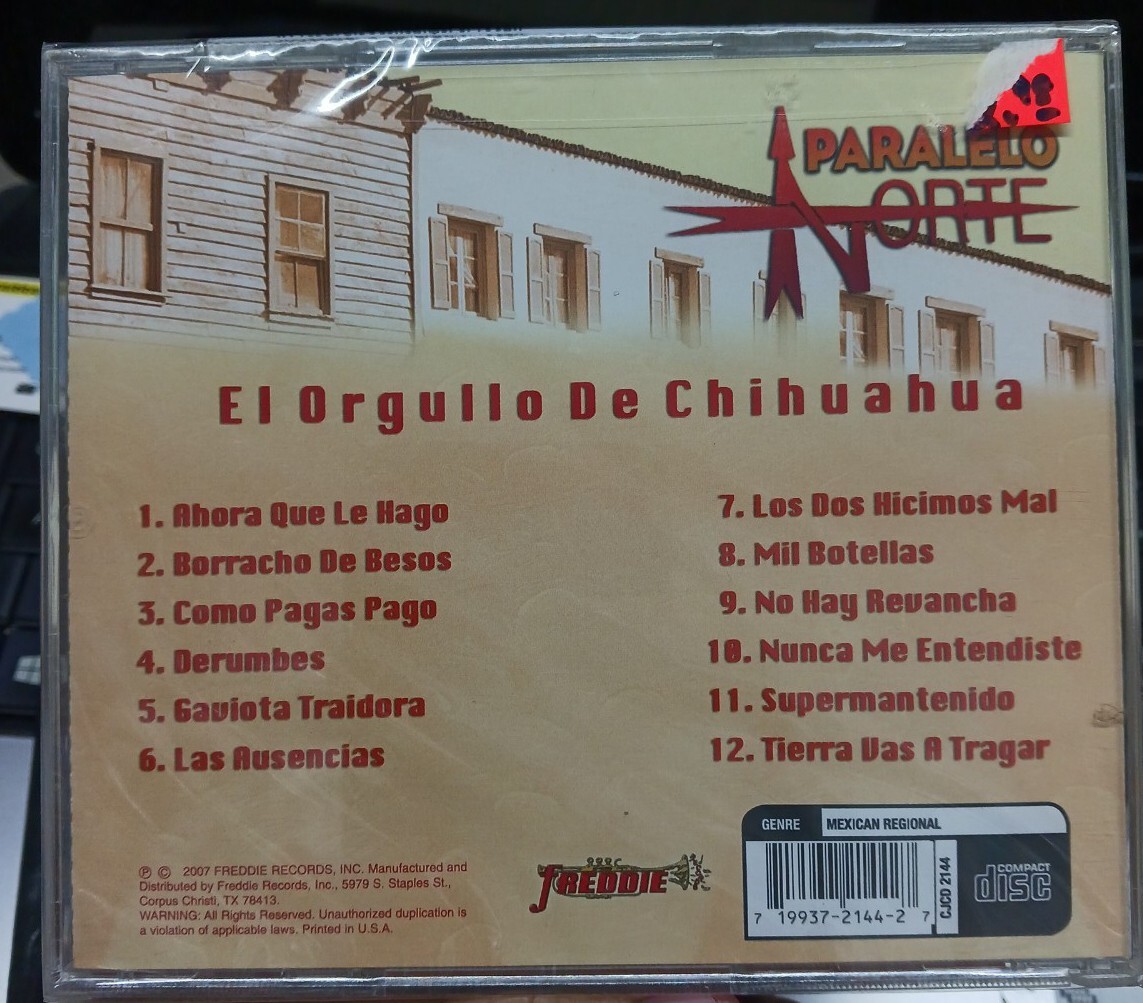 PARALELO
NORTE
El Orgullo De Chihuahua
1. Ahora Que Le Hago
2. Borracho De Besos
3. Como Pagas Pago
4. Derumbes
5. Gaviota Traidora
6. Las Ausencias
7. Los Dos Hicimos Mal
8. Mil Botellas
9. No Hay Revancha
10. Nunca Me Entendiste
11. Supermantenido
12. Tierra Vas A Tragar
℗ © 2007 FREDDIE RECORDS, INC. Manufactured and
Distributed by Freddie Records, Inc., 5979 S. Staples St.,
Corpus Christi, TX 78413.
WARNING: All Rights Reserved. Unauthorized duplication is
a violation of applicable laws. Printed in U.S.A.
FREDDIE
GENRE MEXICAN REGIONAL
7 19937-2144-2 7
CJCD 2144
COMPACT
disc